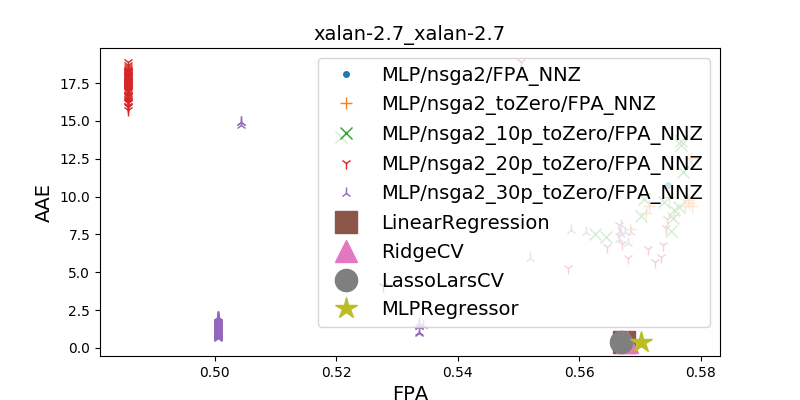 xalan-2.7_xalan-2.7
MLP/nsga2/FPA_NNZ
MLP/nsga2_toZero/FPA_NNZ
MLP/nsga2_10p_toZero/FPA_NNZ
MLP/nsga2_20p_toZero/FPA_NNZ
MLP/nsga2_30p_toZero/FPA_NNZ
LinearRegression
RidgeCV
LassoLarsCV
MLPRegressor
AAE
17.5
15.0
12.5
10.0
7.5
5.0
2.5
0.0
0.50 0.52 0.54 0.56 0.58
FPA